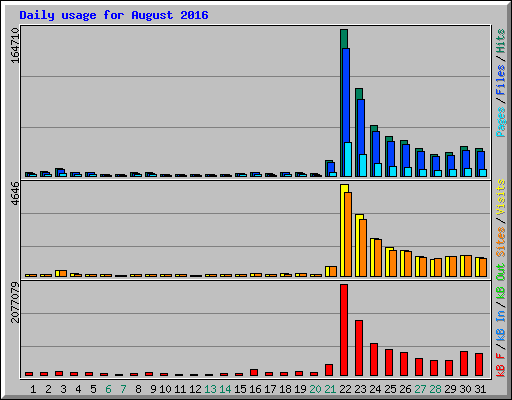 Daily usage for August 2016
164710
Pages / Files / Hits
4646
Sites / Visits
2077079
kB F / kB In / kB Out
1 2 3 4 5 6 7 8 9 10 11 12 13 14 15 16 17 18 19 20 21 22 23 24 25 26 27 28 29 30 31